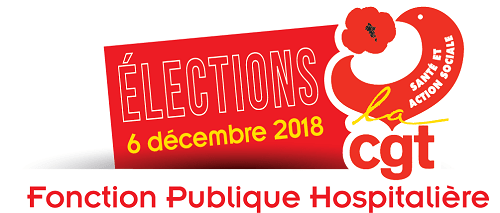 ÉLECTIONS
6 décembre 2018
SANTÉ ET
ACTION SOCIALE
la
cgt
Fonction Publique Hospitalière